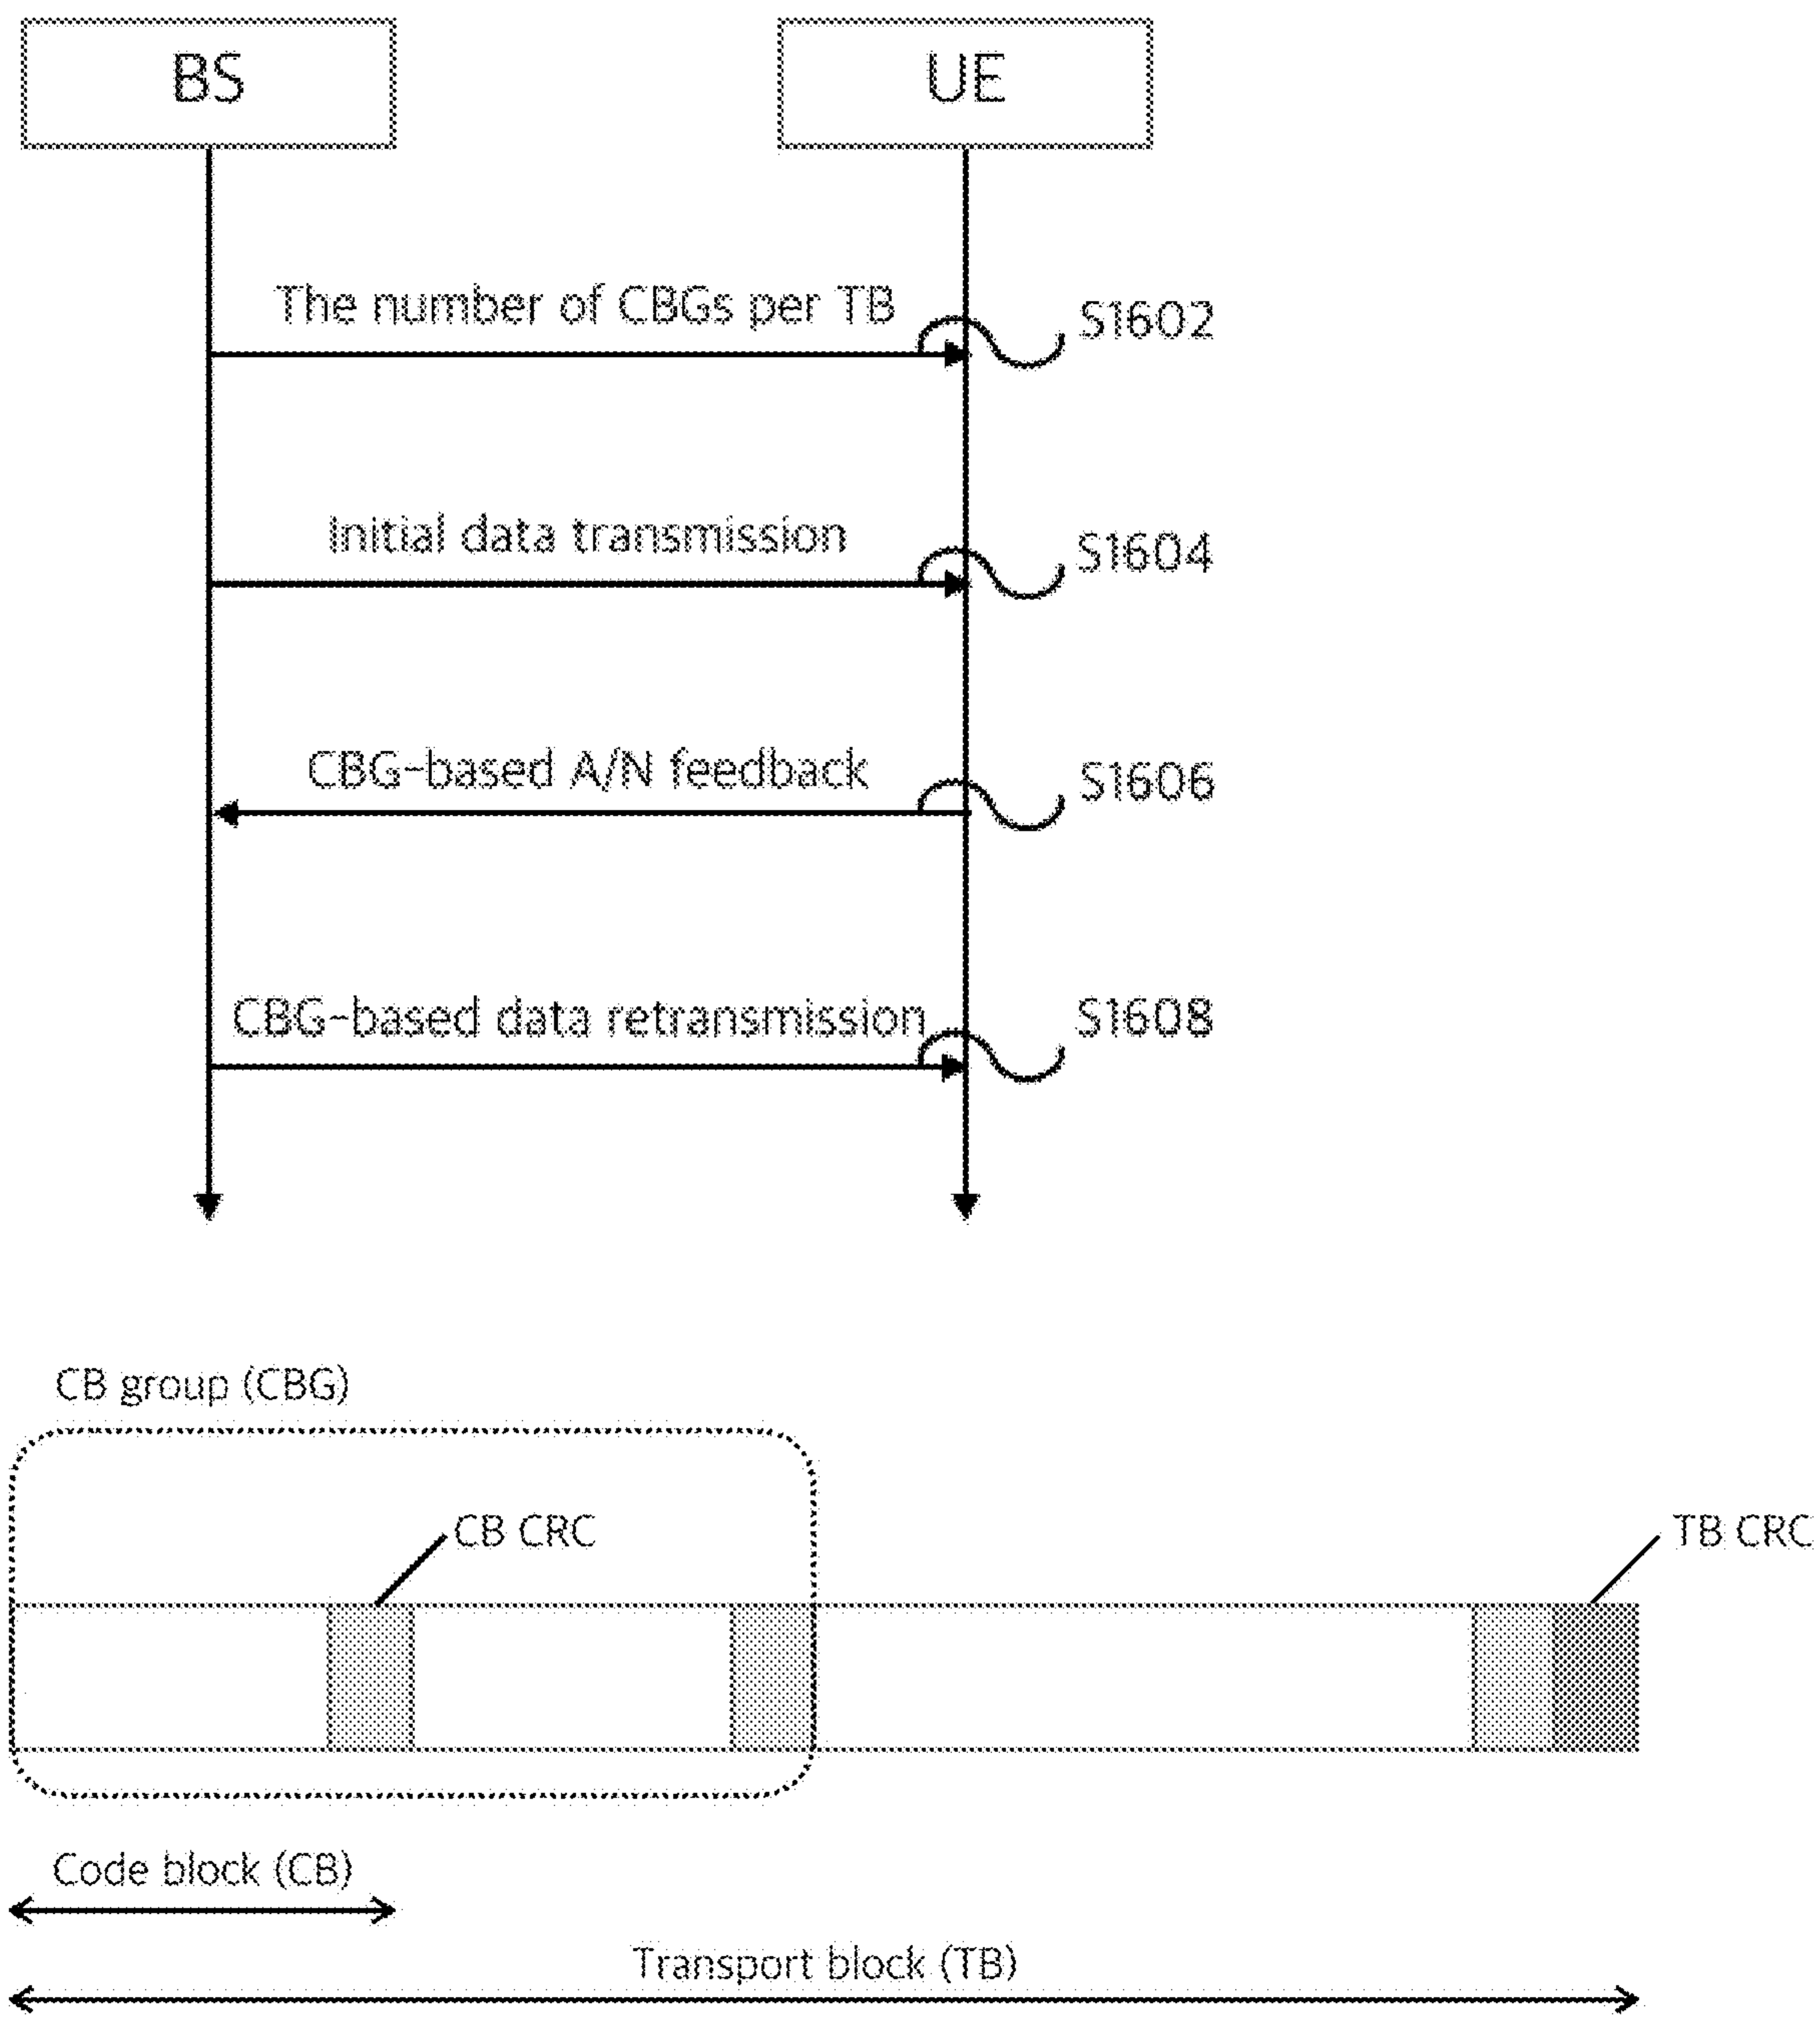 BS
UE
The number of CBGs per TB
S1602
Initial data transmission
S1604
CBG-based A/N feedback
S1606
CBG-based data retransmission
S1608
CB group (CBG)
CB CRC
TB CRC
Code block (CB)
Transport block (TB)